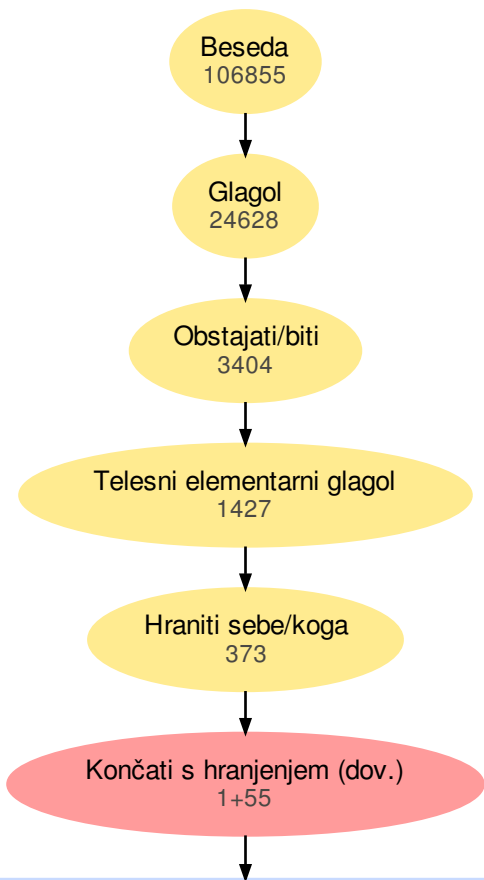 Beseda
106855
Glagol
24628
Obstajati/biti
3404
Telesni elementarni glagol
1427
Hraniti sebe/koga
373
Končati s hranjenjem (dov.)
1+55